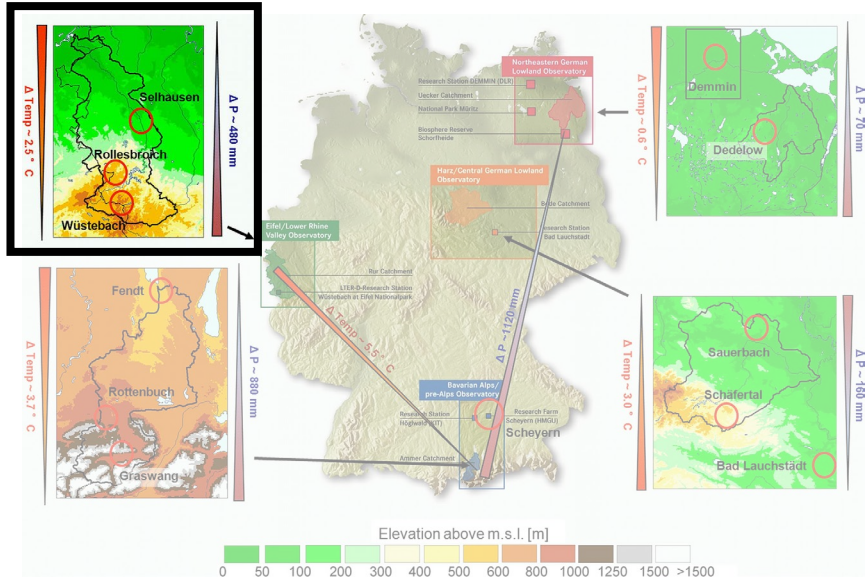 Δ Temp ~ 2.5 ° C
Selhausen
Rollesbroich
Wüstebach
Δ P ~ 480 mm
Northeastern German
Lowland Observatory
Research Station DEMMIN (DLR)
Uecker Catchment
National Park Müritz
Biosphere Reserve
Schorfheide
Δ Temp ~ 0.6 ° C
Demmin
Dedelow
Δ P ~ 70 mm
Harz/Central German Lowland
Observatory
Bode Catchment
Research Station
Bad Lauchstädt
Eifel/Lower Rhine
Valley Observatory
Rur Catchment
LTER-D-Research Station
Wüstebach at Eifel Nationalpark
Δ Temp ~ 5.5 ° C
Δ P ~ 1120 mm
Δ Temp ~ 3.7 ° C
Fendt
Rottenbuch
Graswang
Δ P ~ 880 mm
Bavarian Alps/
pre-Alps Observatory
Research Station
Höglwald (KIT)
Research Farm
Scheyern (HMGU)
Scheyern
Ammer Catchment
Δ Temp ~ 3.0 ° C
Sauerbach
Schäfertal
Bad Lauchstädt
Δ P ~ 160 mm
Elevation above m.s.l. [m]
0 50 100 200 300 400 500 600 800 1000 1250 1500 >1500